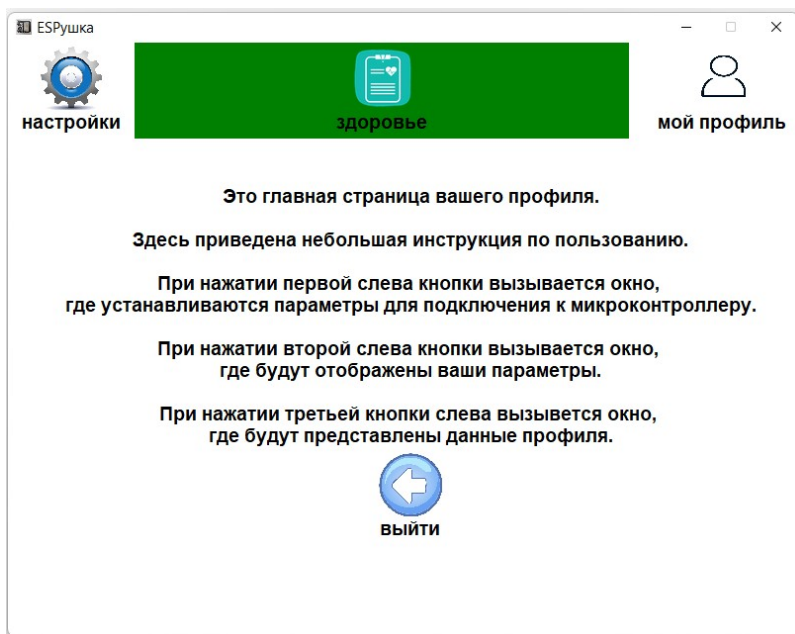 ESPушка
настройки
здоровье
мой профиль
Это главная страница вашего профиля.
Здесь приведена небольшая инструкция по пользованию.
При нажатии первой слева кнопки вызывается окно,
где устанавливаются параметры для подключения к микроконтроллеру.
При нажатии второй слева кнопки вызывается окно,
где будут отображены ваши параметры.
При нажатии третьей кнопки слева вызывется окно,
где будут представлены данные профиля.
выйти